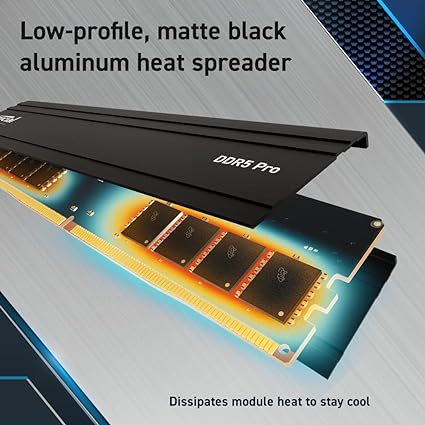 Low-profile, matte black
aluminum heat spreader
DDR5 Pro
Dissipates module heat to stay cool